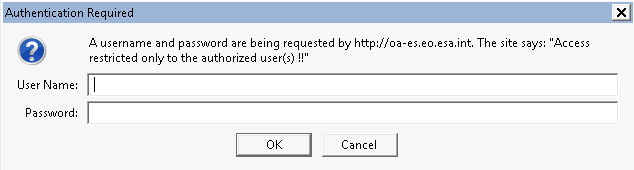 Authentication Required
A username and password are being requested by http://oa-es.eo.esa.int. The site says: "Access
restricted only to the authorized user(s) !!"
User Name:
Password:
OK Cancel